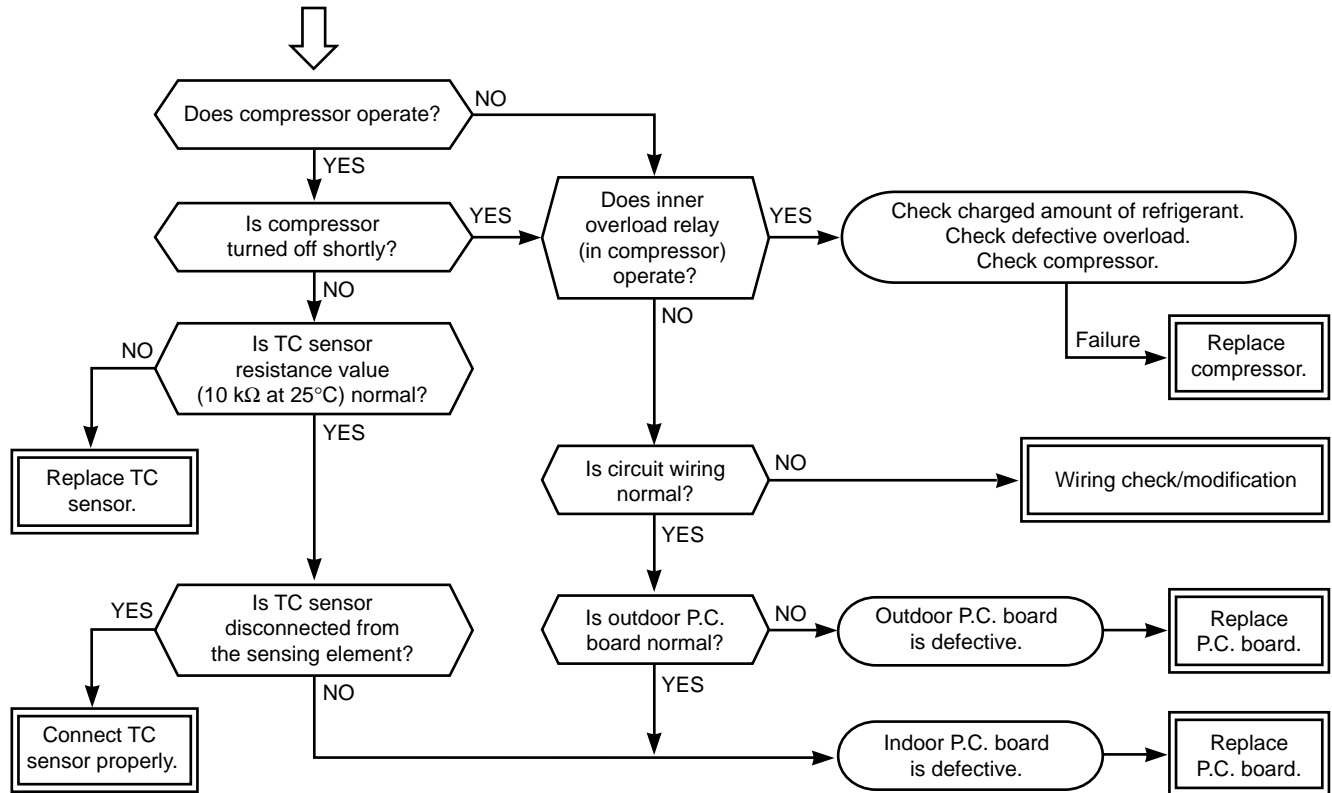 Does compressor operate?
NO
YES
Is compressor
turned off shortly?
YES
NO
Does inner
overload relay
(in compressor)
operate?
YES
Check charged amount of refrigerant.
Check defective overload.
Check compressor.
NO
Failure
Replace
compressor.
NO
Is TC sensor
resistance value
(10 kΩ at 25°C) normal?
YES
Replace TC
sensor.
Is circuit wiring
normal?
NO
Wiring check/modification
YES
YES
Is TC sensor
disconnected from
the sensing element?
NO
Connect TC
sensor properly.
Is outdoor P.C.
board normal?
NO
Outdoor P.C. board
is defective.
Replace
P.C. board.
YES
Indoor P.C. board
is defective.
Replace
P.C. board.